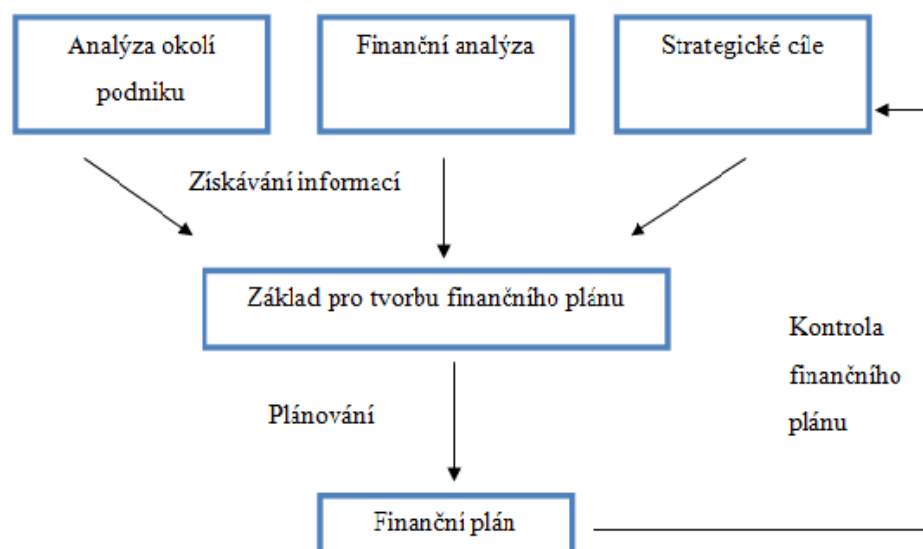 Analýza okolí
podniku
Finanční analýza
Strategické cíle
Získávání informací
Základ pro tvorbu finančního plánu
Kontrola
finančního
plánu
Plánování
Finanční plán